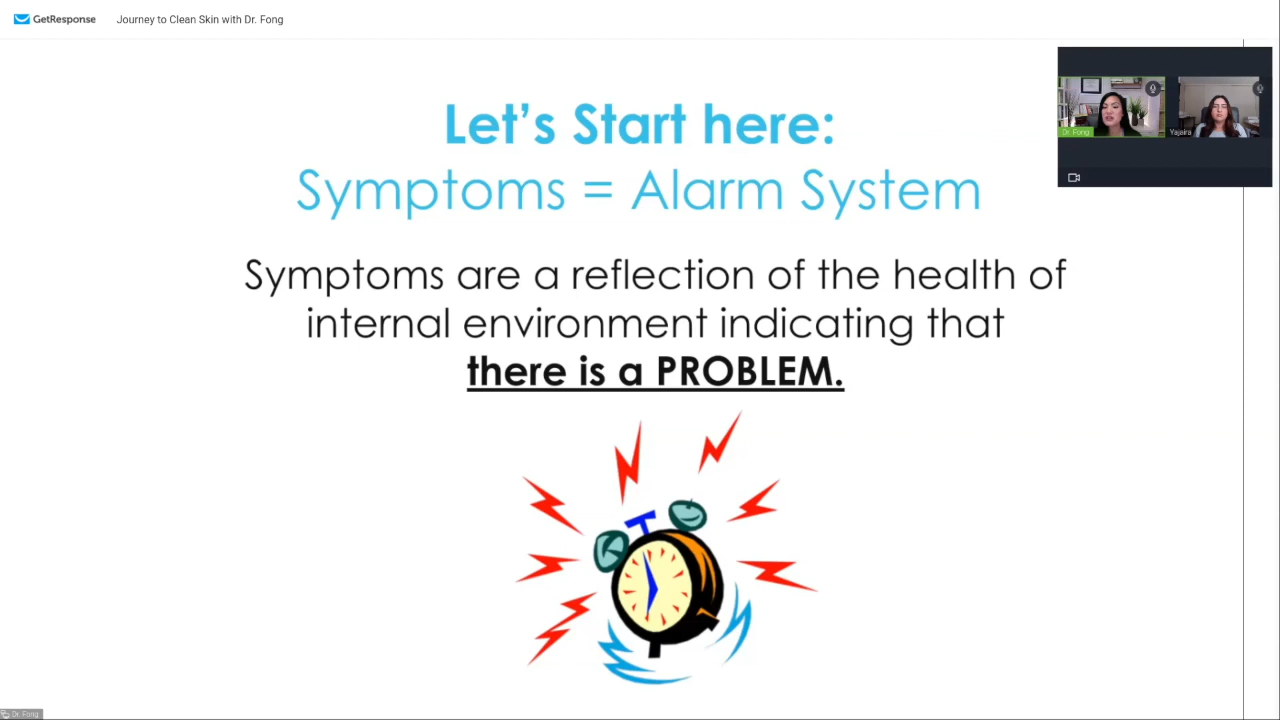 GetResponse
Journey to Clean Skin with Dr. Fong
Let's Start here:
Symptoms = Alarm System
Symptoms are a reflection of the health of
internal environment indicating that
there is a PROBLEM.
Dr. Fong
Yajaira
Dr. Fong